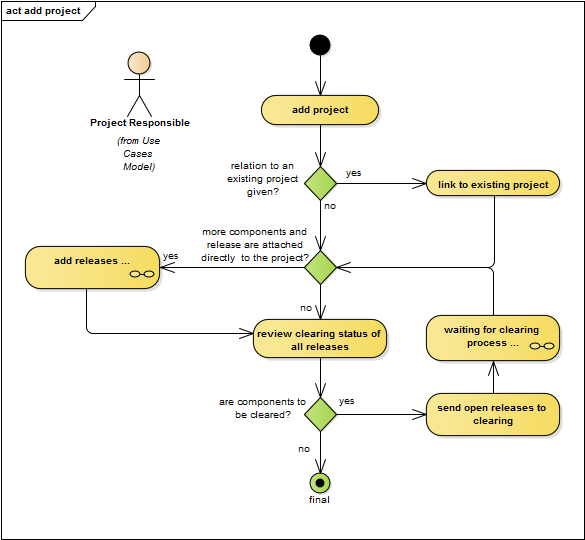 act add project
Project Responsible
(from Use
Cases
Model)
add project
relation to an
existing project
given?
yes
link to existing project
no
more components and
release are attached
directly to the project?
yes
add releases ...
no
review clearing status of
all releases
waiting for clearing
process ...
are components to
be cleared?
yes
send open releases to
clearing
no
final